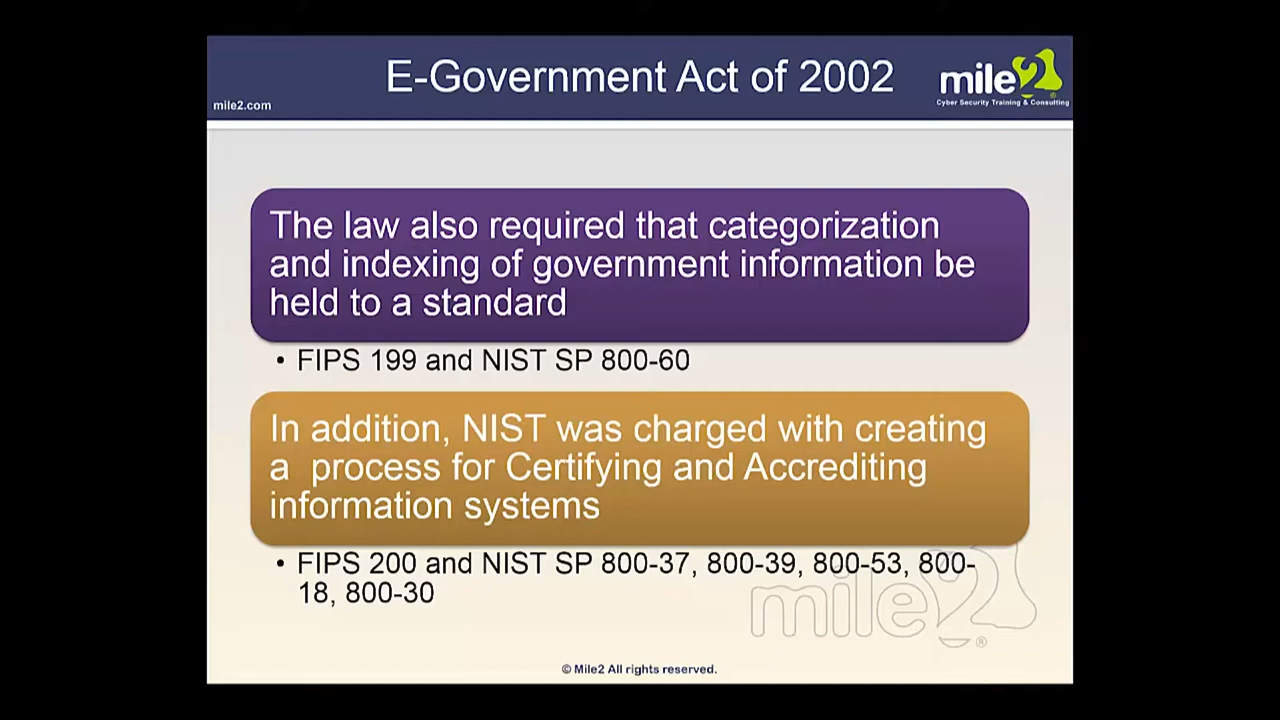 E-Government Act of 2002
mile2
mile2.com
Cyber Security Training & Consulting
The law also required that categorization
and indexing of government information be
held to a standard
• FIPS 199 and NIST SP 800-60
In addition, NIST was charged with creating
a  process for Certifying and Accrediting
information systems
• FIPS 200 and NIST SP 800-37, 800-39, 800-53, 800-
18, 800-30
mile2®
© Mile2 All rights reserved.